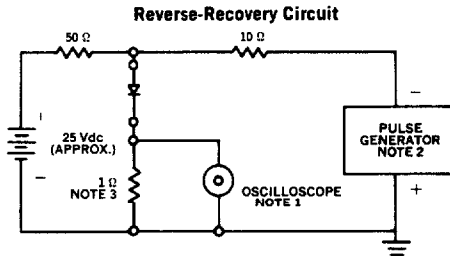 Reverse-Recovery Circuit
50 Ω
10 Ω
+
−
25 Vdc
(APPROX.)
−
PULSE
GENERATOR
NOTE 2
1 Ω
NOTE 3
OSCILLOSCOPE
NOTE 1
+